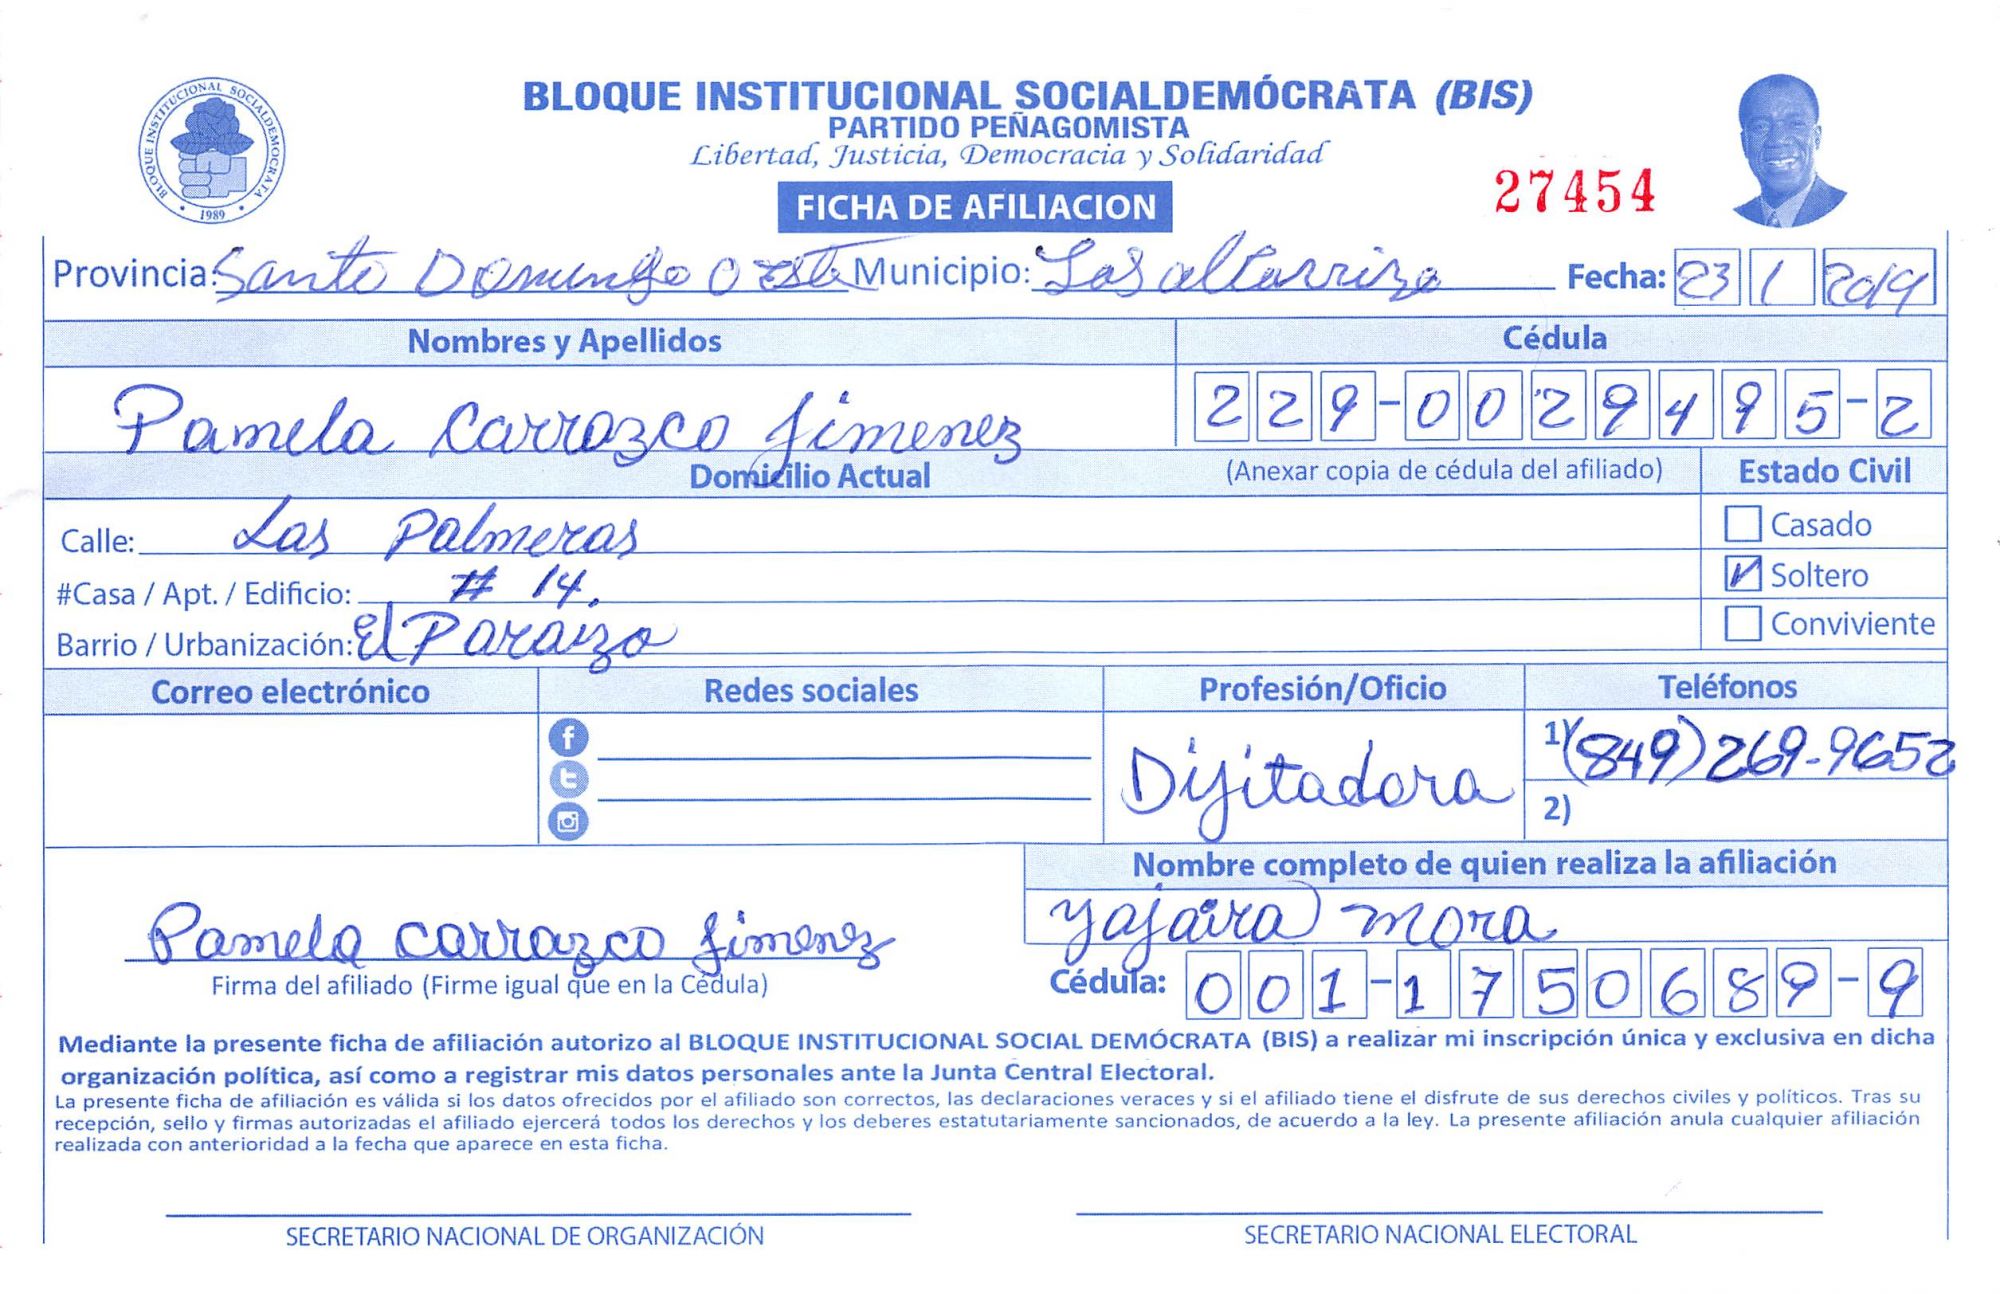 BLOQUE INSTITUCIONAL SOCIALDEMÓCRATA (BIS)
PARTIDO PEÑAGOMISTA
Libertad, Justicia, Democracia y Solidaridad
BLOQUE INSTITUCIONAL SOCIALDEMOCRATA
1989
27454
FICHA DE AFILIACION
Provincia: Santo Domingo Oeste Municipio: Los alcarrizo Fecha: 23 1 2019
Nombres y Apellidos Cédula
Pamela Carrazco Jimenez 229-0029495-2
Domicilio Actual (Anexar copia de cédula del afiliado) Estado Civil
Calle: Las Palmeras Casado
#Casa / Apt. / Edificio: # 14. Soltero
Barrio / Urbanización: El Paraizo Conviviente
Correo electrónico Redes sociales Profesión/Oficio Teléfonos
Dijitadora 1) (849) 269-9652
2)
Nombre completo de quien realiza la afiliación
Yajaira Mora
Pamela Carrazco Jimenez
Firma del afiliado (Firme igual que en la Cédula) Cédula: 001-1750689-9
Mediante la presente ficha de afiliación autorizo al BLOQUE INSTITUCIONAL SOCIAL DEMÓCRATA (BIS) a realizar mi inscripción única y exclusiva en dicha
organización política, así como a registrar mis datos personales ante la Junta Central Electoral.
La presente ficha de afiliación es válida si los datos ofrecidos por el afiliado son correctos, las declaraciones veraces y si el afiliado tiene el disfrute de sus derechos civiles y políticos. Tras su
recepción, sello y firmas autorizadas el afiliado ejercerá todos los derechos y los deberes estatutariamente sancionados, de acuerdo a la ley. La presente afiliación anula cualquier afiliación
realizada con anterioridad a la fecha que aparece en esta ficha.
SECRETARIO NACIONAL DE ORGANIZACIÓN SECRETARIO NACIONAL ELECTORAL